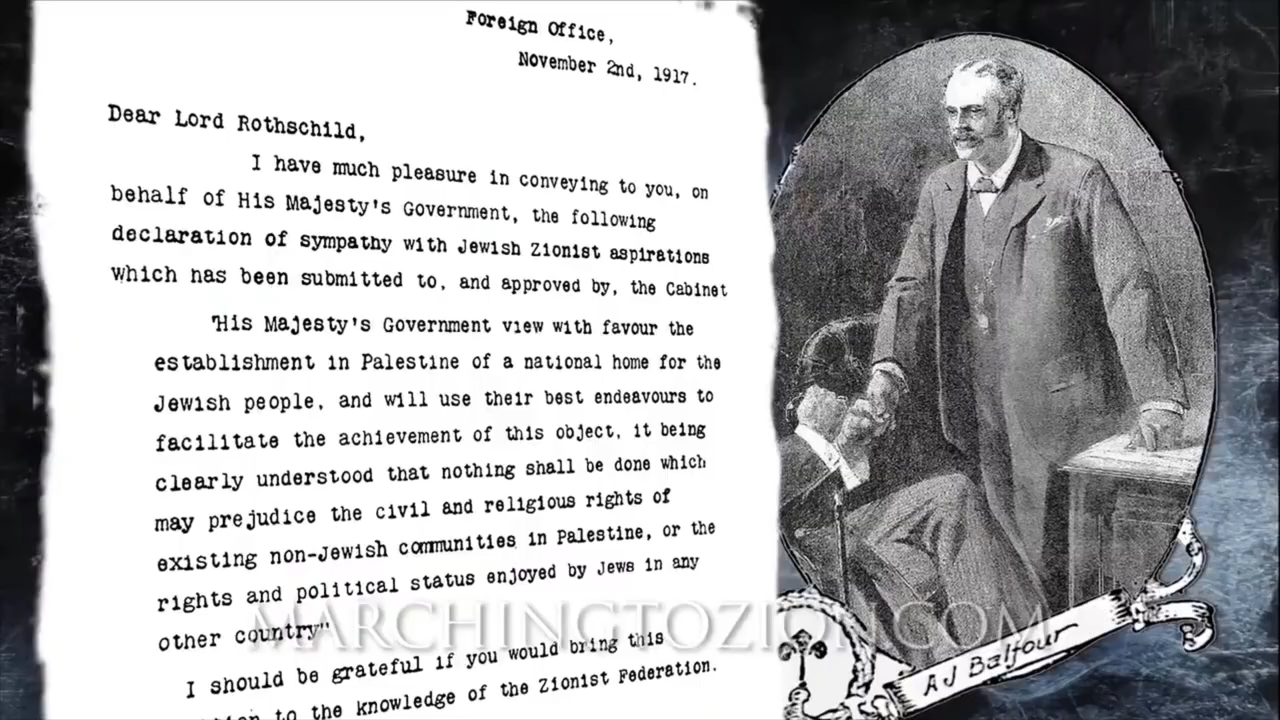 Foreign Office,
November 2nd, 1917.
Dear Lord Rothschild,
I have much pleasure in conveying to you, on
behalf of His Majesty's Government, the following
declaration of sympathy with Jewish Zionist aspirations
which has been submitted to, and approved by, the Cabinet
"His Majesty's Government view with favour the
establishment in Palestine of a national home for the
Jewish people, and will use their best endeavours to
facilitate the achievement of this object, it being
clearly understood that nothing shall be done which
may prejudice the civil and religious rights of
existing non-Jewish communities in Palestine, or the
rights and political status enjoyed by Jews in any
other country"
I should be grateful if you would bring this
to the knowledge of the Zionist Federation.
MARCHINGTOZION.COM
AJ Balfour